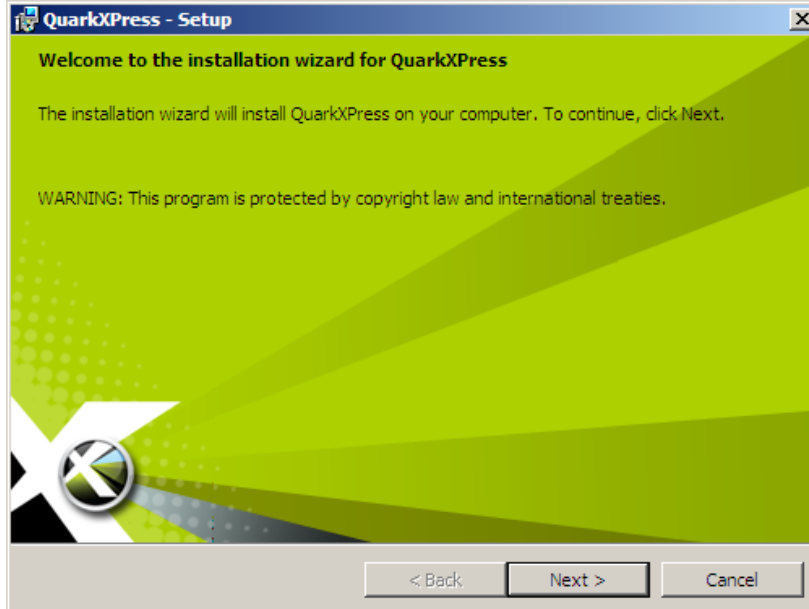 QuarkXPress - Setup
Welcome to the installation wizard for QuarkXPress
The installation wizard will install QuarkXPress on your computer. To continue, click Next.
WARNING: This program is protected by copyright law and international treaties.
< Back Next > Cancel